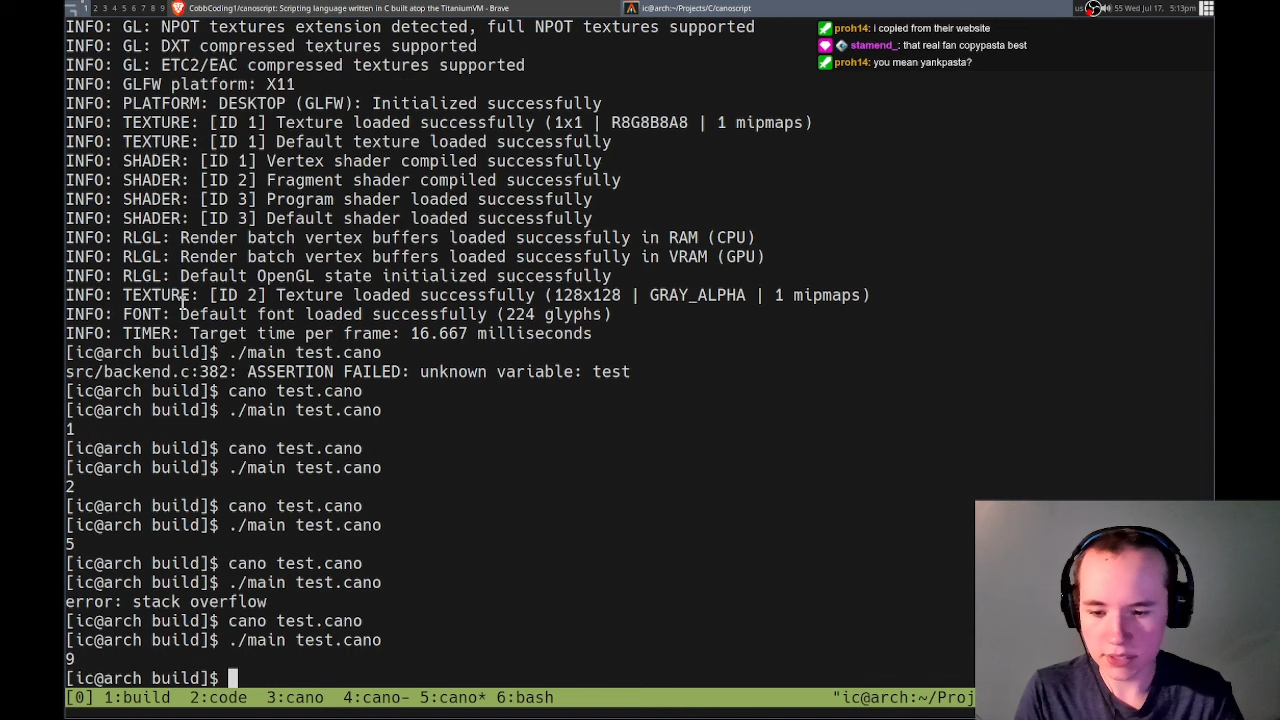 1 2 3 4 5 6 7 8 9 CobbCoding1/canoscript: Scripting language written in C built atop the TitaniumVM - Brave ic@arch:~/Projects/C/canoscript us 55 Wed Jul 17, 5:13pm
INFO: GL: NPOT textures extension detected, full NPOT textures supported
proh14: i copied from their website
INFO: GL: DXT compressed textures supported
stamend_: that real fan copypasta best
INFO: GL: ETC2/EAC compressed textures supported
proh14: you mean yankpasta?
INFO: GLFW platform: X11
INFO: PLATFORM: DESKTOP (GLFW): Initialized successfully
INFO: TEXTURE: [ID 1] Texture loaded successfully (1x1 | R8G8B8A8 | 1 mipmaps)
INFO: TEXTURE: [ID 1] Default texture loaded successfully
INFO: SHADER: [ID 1] Vertex shader compiled successfully
INFO: SHADER: [ID 2] Fragment shader compiled successfully
INFO: SHADER: [ID 3] Program shader loaded successfully
INFO: SHADER: [ID 3] Default shader loaded successfully
INFO: RLGL: Render batch vertex buffers loaded successfully in RAM (CPU)
INFO: RLGL: Render batch vertex buffers loaded successfully in VRAM (GPU)
INFO: RLGL: Default OpenGL state initialized successfully
INFO: TEXTURE: [ID 2] Texture loaded successfully (128x128 | GRAY_ALPHA | 1 mipmaps)
INFO: FONT: Default font loaded successfully (224 glyphs)
INFO: TIMER: Target time per frame: 16.667 milliseconds
[ic@arch build]$ ./main test.cano
src/backend.c:382: ASSERTION FAILED: unknown variable: test
[ic@arch build]$ cano test.cano
[ic@arch build]$ ./main test.cano
1
[ic@arch build]$ cano test.cano
[ic@arch build]$ ./main test.cano
2
[ic@arch build]$ cano test.cano
[ic@arch build]$ ./main test.cano
5
[ic@arch build]$ cano test.cano
[ic@arch build]$ ./main test.cano
error: stack overflow
[ic@arch build]$ cano test.cano
[ic@arch build]$ ./main test.cano
9
[ic@arch build]$
[0] 1:build 2:code 3:cano 4:cano- 5:cano* 6:bash "ic@arch:~/Proj